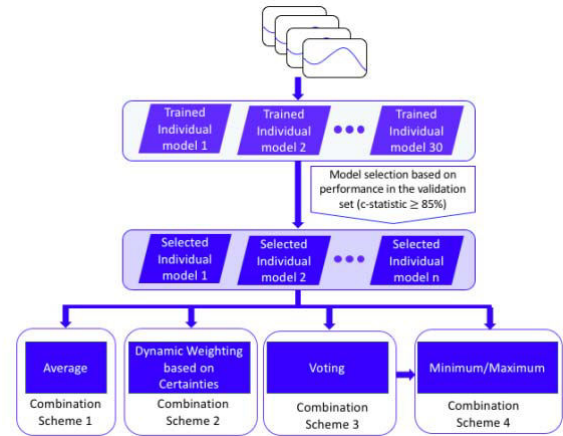 Trained
Individual
model 1
Trained
Individual
model 2
Trained
Individual
model 30
Model selection based on
performance in the validation
set (c-statistic ≥ 85%)
Selected
Individual
model 1
Selected
Individual
model 2
Selected
Individual
model n
Average
Combination
Scheme 1
Dynamic Weighting
based on
Certainties
Combination
Scheme 2
Voting
Combination
Scheme 3
Minimum/Maximum
Combination
Scheme 4